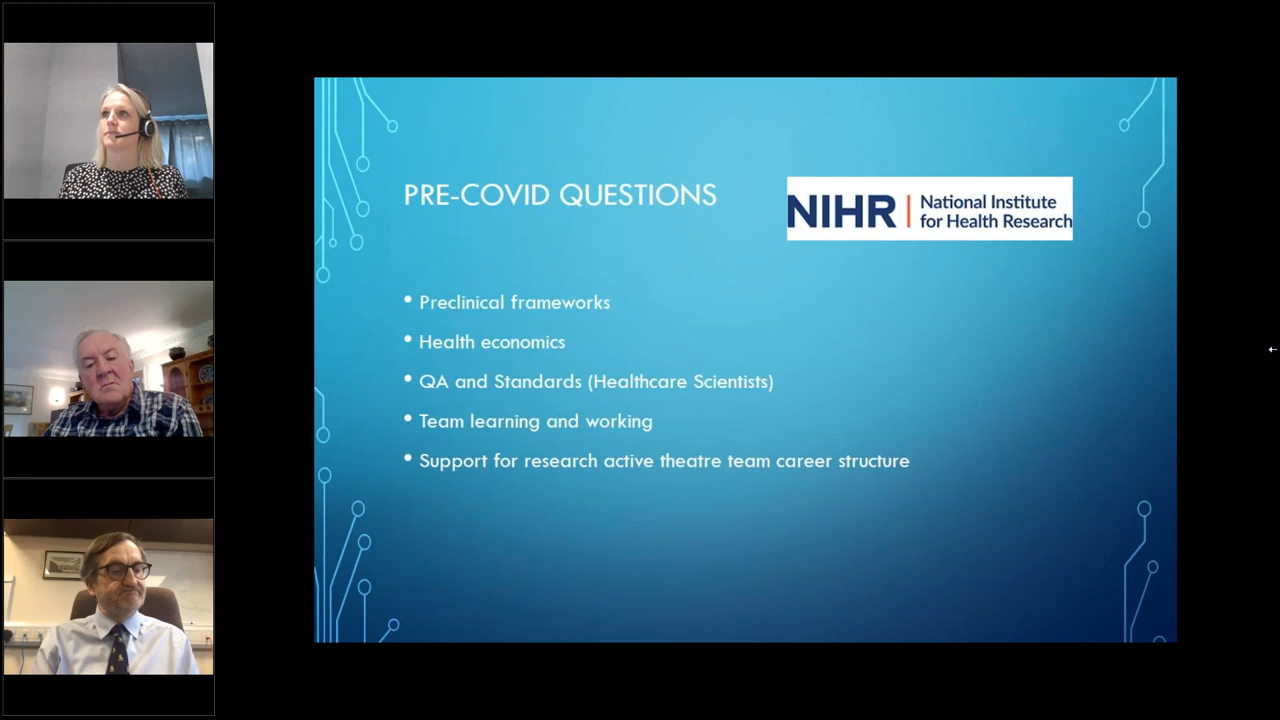 PRE-COVID QUESTIONS
NIHR | National Institute
for Health Research
• Preclinical frameworks
• Health economics
• QA and Standards (Healthcare Scientists)
• Team learning and working
• Support for research active theatre team career structure